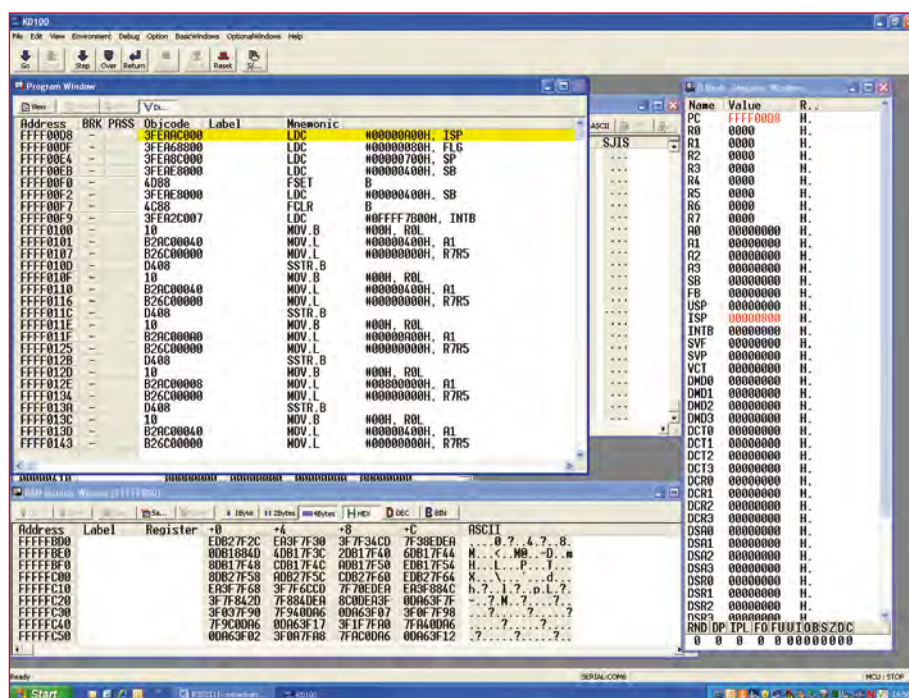 KD100
File Edit View Environment Debug Option BasicWindows OptionalWindows Help
Go Step Over Return Reset
Program Window
View
Address BRK PASS Objcode Label Mnemonic
FFFF00D8 - 3FEAAC000 LDC #00000A00H, ISP
FFFF00DF - 3FEA68800 LDC #00000080H, FLG
FFFF00E4 - 3FEA8C000 LDC #00000700H, SP
FFFF00EB - 3FEAE8000 LDC #00000400H, SB
FFFF00F0 - 4D88 FSET B
FFFF00F2 - 3FEAE8000 LDC #00000400H, SB
FFFF00F7 - 4C88 FCLR B
FFFF00F9 - 3FEA2C007 LDC #0FFFF7B00H, INTB
FFFF0100 - 10 MOV.B #00H, R0L
FFFF0101 - B2AC00040 MOV.L #00000400H, A1
FFFF0107 - B26C00000 MOV.L #00000000H, R7R5
FFFF010D - D408 SSTR.B
FFFF010F - 10 MOV.B #00H, R0L
FFFF0110 - B2AC00040 MOV.L #00000400H, A1
FFFF0116 - B26C00000 MOV.L #00000000H, R7R5
FFFF011C - D408 SSTR.B
FFFF011E - 10 MOV.B #00H, R0L
FFFF011F - B2AC000A0 MOV.L #00000A00H, A1
FFFF0125 - B26C00000 MOV.L #00000000H, R7R5
FFFF012B - D408 SSTR.B
FFFF012D - 10 MOV.B #00H, R0L
FFFF012E - B2AC00008 MOV.L #00800000H, A1
FFFF0134 - B26C00000 MOV.L #00000000H, R7R5
FFFF013A - D408 SSTR.B
FFFF013C - 10 MOV.B #00H, R0L
FFFF013D - B2AC00040 MOV.L #00000400H, A1
FFFF0143 - B26C00000 MOV.L #00000000H, R7R5
ASCII
SJIS
Name Value R..
PC FFFF00D8 H.
R0 0000 H.
R1 0000 H.
R2 0000 H.
R3 0000 H.
R4 0000 H.
R5 0000 H.
R6 0000 H.
R7 0000 H.
A0 00000000 H.
A1 00000000 H.
A2 00000000 H.
A3 00000000 H.
SB 00000000 H.
FB 00000000 H.
USP 00000000 H.
ISP 00000800 H.
INTB 00000000 H.
SVF 00000000 H.
SVP 00000000 H.
VCT 00000000 H.
DMD0 00000000 H.
DMD1 00000000 H.
DMD2 00000000 H.
DMD3 00000000 H.
DCT0 00000000 H.
DCT1 00000000 H.
DCT2 00000000 H.
DCT3 00000000 H.
DCR0 00000000 H.
DCR1 00000000 H.
DCR2 00000000 H.
DCR3 00000000 H.
DSA0 00000000 H.
DSA1 00000000 H.
DSA2 00000000 H.
DSA3 00000000 H.
DSR0 00000000 H.
DSR1 00000000 H.
DSR2 00000000 H.
DSR3 00000000 H.
RND DP IPL FO FU U I O B S Z D C
0 0 0 0 0 0 0 0 0 0 0 0 0
1Byte 2Bytes 4Bytes HEX DEC BIN
Address Label Register +0 +4 +8 +C ASCII
FFFFFBD0 EDB27F2C EA3F7F30 3F7F34CD 7F38EDEA
FFFFFBE0 0DB1884D 4DB17F3C 2DB17F40 6DB17F44
FFFFFBF0 8DB17F48 CDB17F4C ADB17F50 6DB17F54
FFFFFC00 8DB27F58 ADB27F5C CDB27F60 EDB27F64
FFFFFC10 EA3F7F68 3F7F6CCD 7F70EDEA EA3F884C
FFFFFC20 3F7F842D 7F884DEA 8C0DEA3F 0DA63F7F
FFFFFC30 3F037F90 7F940DA6 0DA63F07 3F0F7F98
FFFFFC40 7F9C0DA6 0DA63F17 3F1F7FA0 7FA40DA6
FFFFFC50 0DA63F02 3F0A7FA8 7FAC0DA6 0DA63F12
Ready SERIAL:COM6 MCU : STOP
Start KD100